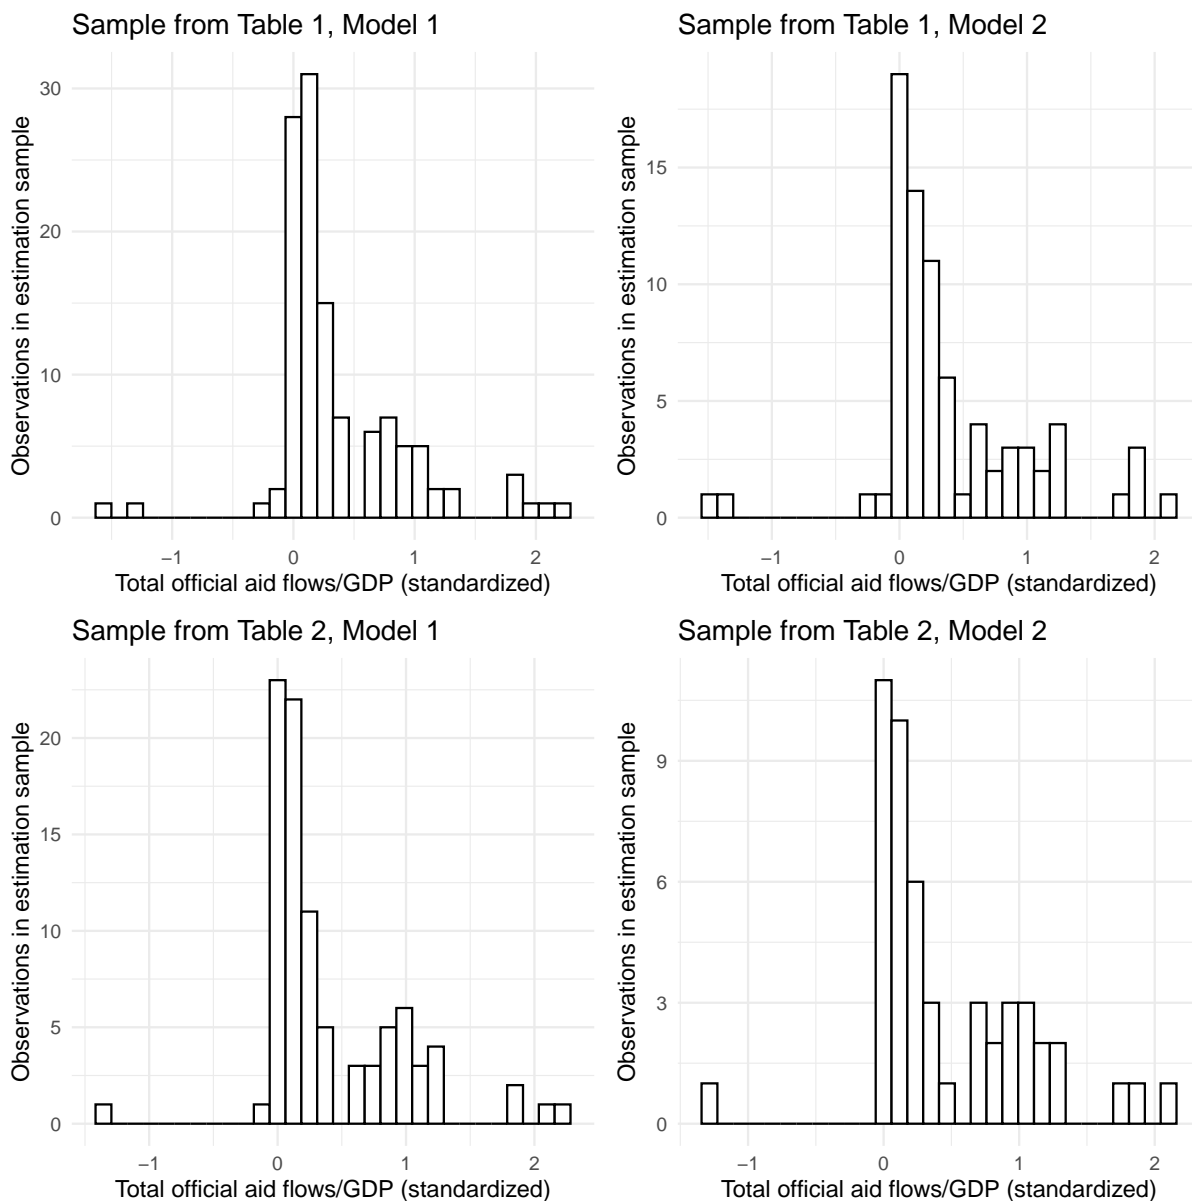 Sample from Table 1, Model 1
Observations in estimation sample
30
20
10
0
−1 0 1 2
Total official aid flows/GDP (standardized)
Sample from Table 1, Model 2
Observations in estimation sample
15
10
5
0
−1 0 1 2
Total official aid flows/GDP (standardized)
Sample from Table 2, Model 1
Observations in estimation sample
20
15
10
5
0
−1 0 1 2
Total official aid flows/GDP (standardized)
Sample from Table 2, Model 2
Observations in estimation sample
9
6
3
0
−1 0 1 2
Total official aid flows/GDP (standardized)